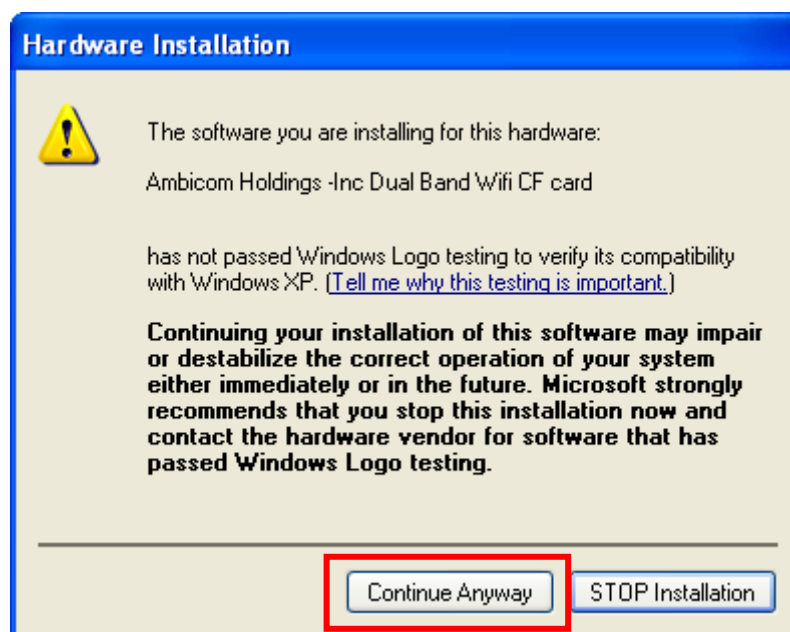 Hardware Installation
The software you are installing for this hardware:
Ambicom Holdings -Inc Dual Band Wifi CF card
has not passed Windows Logo testing to verify its compatibility
with Windows XP. (Tell me why this testing is important.)
Continuing your installation of this software may impair
or destabilize the correct operation of your system
either immediately or in the future. Microsoft strongly
recommends that you stop this installation now and
contact the hardware vendor for software that has
passed Windows Logo testing.
Continue Anyway STOP Installation